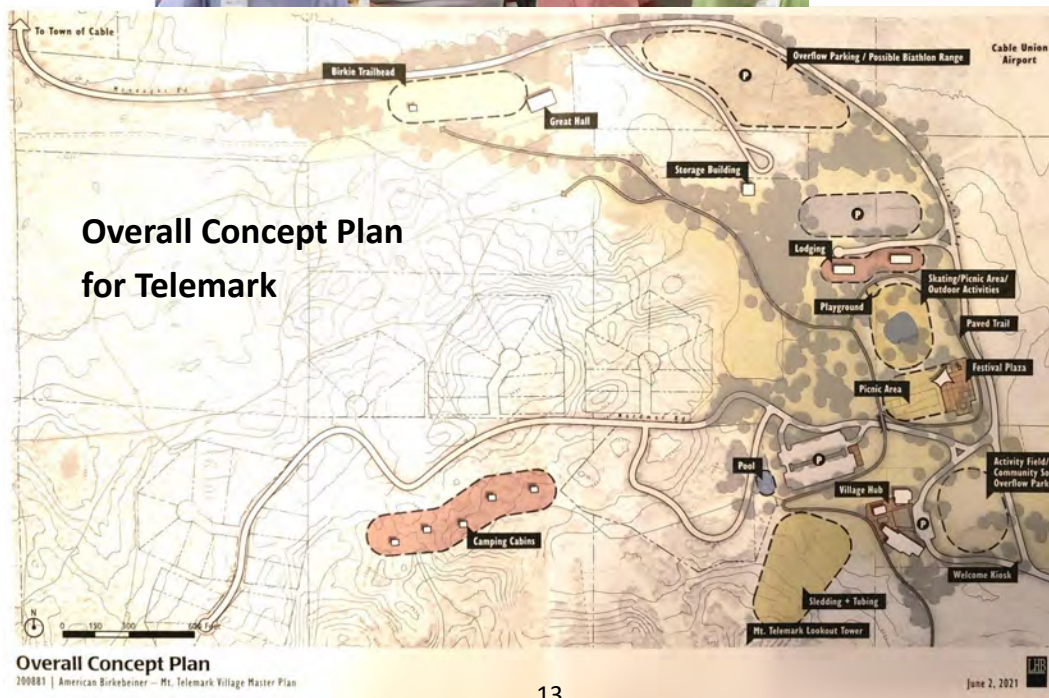 To Town of Cable
Birkie Trailhead
Overflow Parking / Possible Biathlon Range
Cable Union
Airport
P
Great Hall
Storage Building
P
Overall Concept Plan
for Telemark
Lodging
Skating/Picnic Area/
Outdoor Activities
Playground
Paved Trail
Festival Plaza
Picnic Area
Pool
P
Activity Field/
Community So
Overflow Park
Village Hub
P
Camping Cabins
Welcome Kiosk
Sledding + Tubing
Mt. Telemark Lookout Tower
N
0 150 300 600 Feet
Overall Concept Plan
200881 | American Birkebeiner – Mt. Telemark Village Master Plan
LHB
June 2, 2021
13